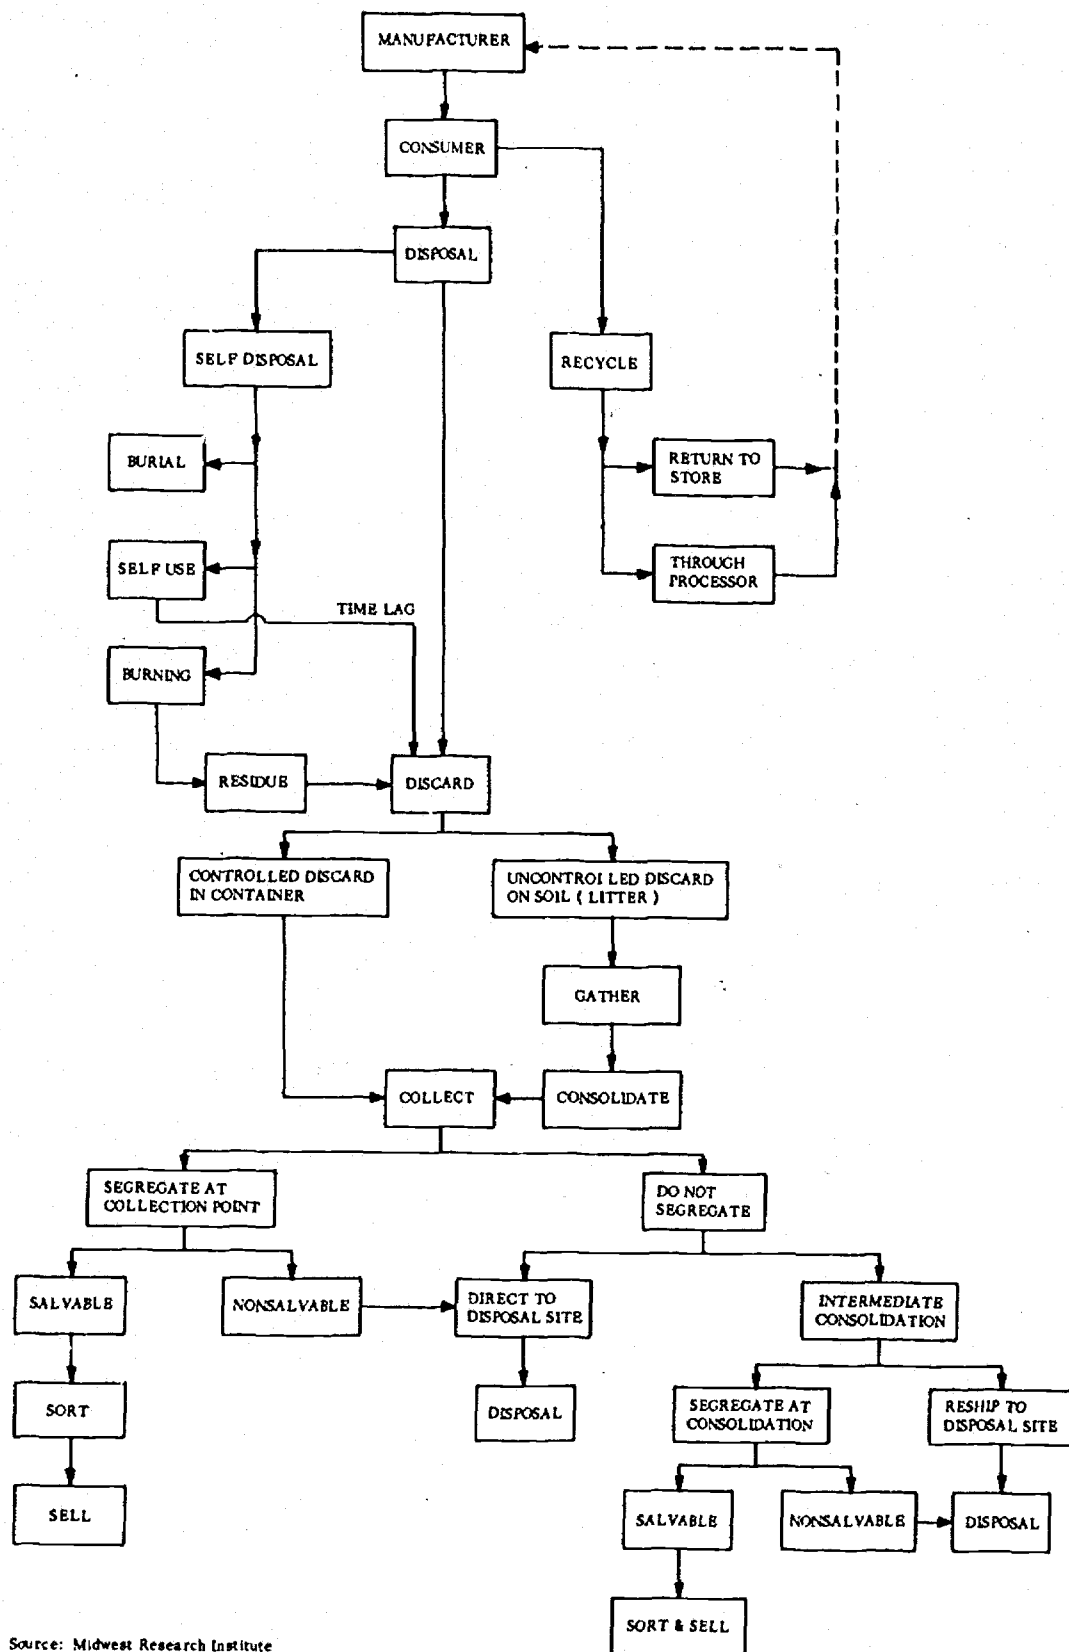 MANUFACTURER
CONSUMER
DISPOSAL
SELF DISPOSAL
RECYCLE
BURIAL
RETURN TO
STORE
SELF USE
THROUGH
PROCESSOR
TIME LAG
BURNING
RESIDUE
DISCARD
CONTROLLED DISCARD
IN CONTAINER
UNCONTROLLED DISCARD
ON SOIL ( LITTER )
GATHER
COLLECT
CONSOLIDATE
SEGREGATE AT
COLLECTION POINT
DO NOT
SEGREGATE
SALVABLE
NONSALVABLE
DIRECT TO
DISPOSAL SITE
INTERMEDIATE
CONSOLIDATION
SORT
DISPOSAL
SEGREGATE AT
CONSOLIDATION
RESHIP TO
DISPOSAL SITE
SELL
SALVABLE
NONSALVABLE
DISPOSAL
SORT & SELL
Source: Midwest Research Institute